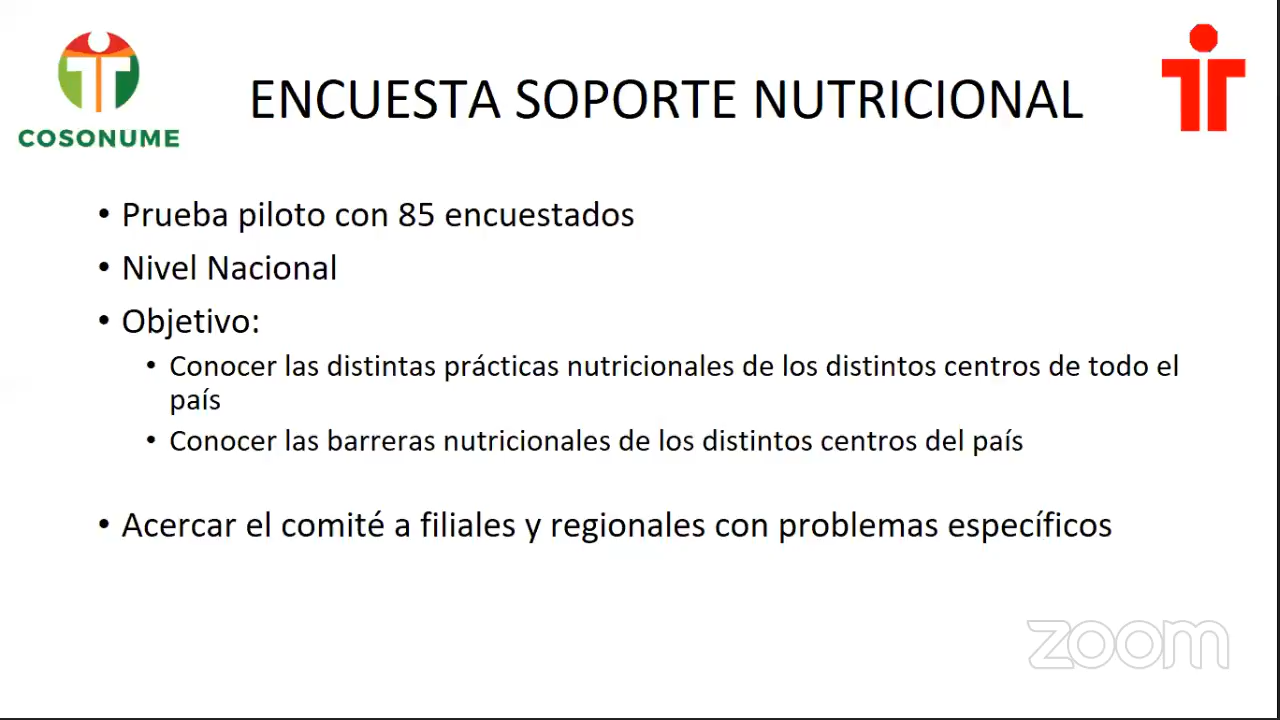 COSONUME
ENCUESTA SOPORTE NUTRICIONAL
• Prueba piloto con 85 encuestados
• Nivel Nacional
• Objetivo:
• Conocer las distintas prácticas nutricionales de los distintos centros de todo el
país
• Conocer las barreras nutricionales de los distintos centros del país
• Acercar el comité a filiales y regionales con problemas específicos
zoom